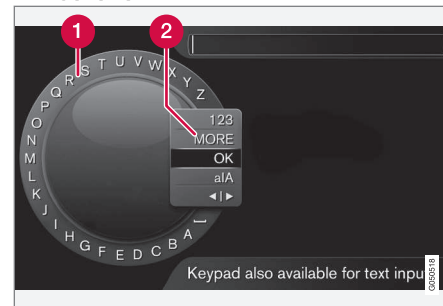 1
2
A B C D E F G H I J K L M N O P Q R S T U V W X Y Z
123
MORE
OK
a|A
◄|►
Keypad also available for text inpu
G050518